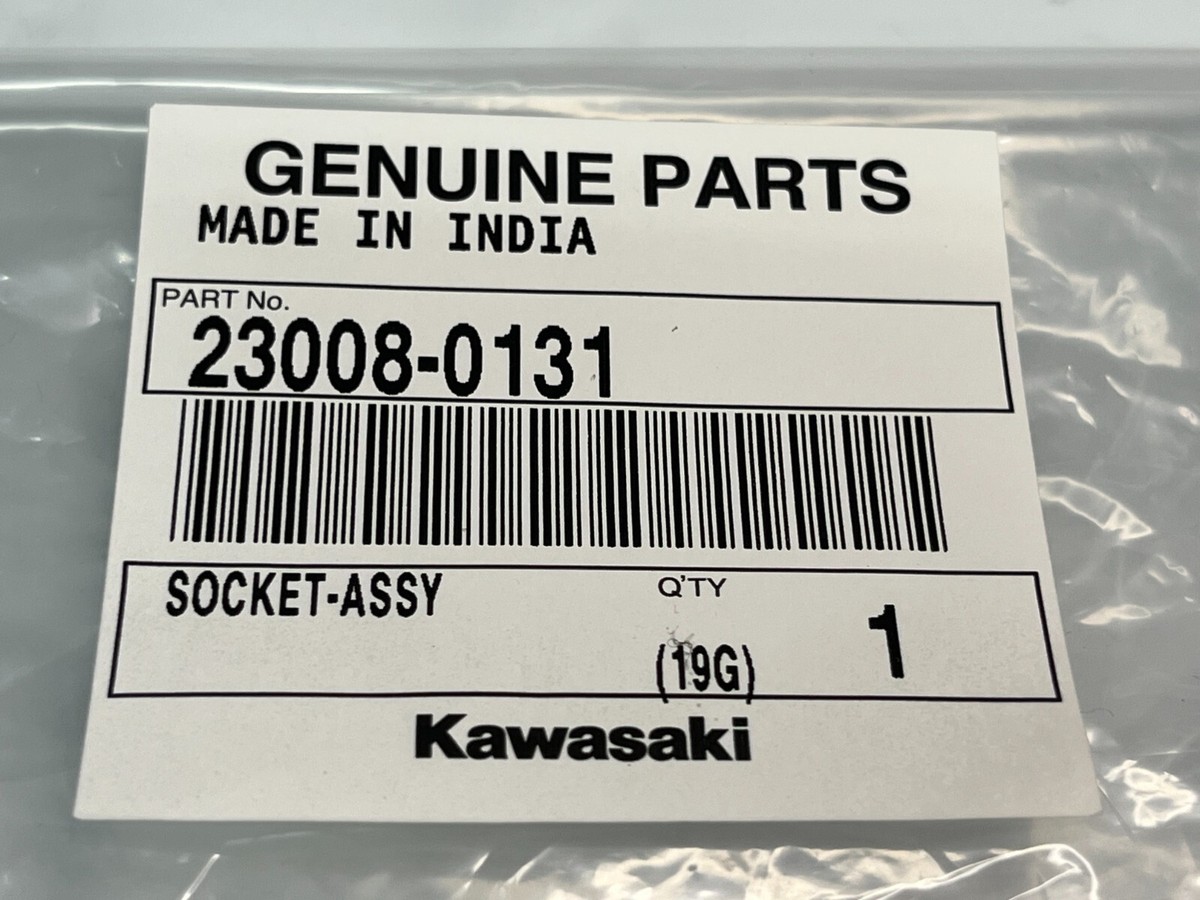 GENUINE PARTS
MADE IN INDIA
PART No.
23008-0131
SOCKET-ASSY
Q'TY
(19G)
1
Kawasaki